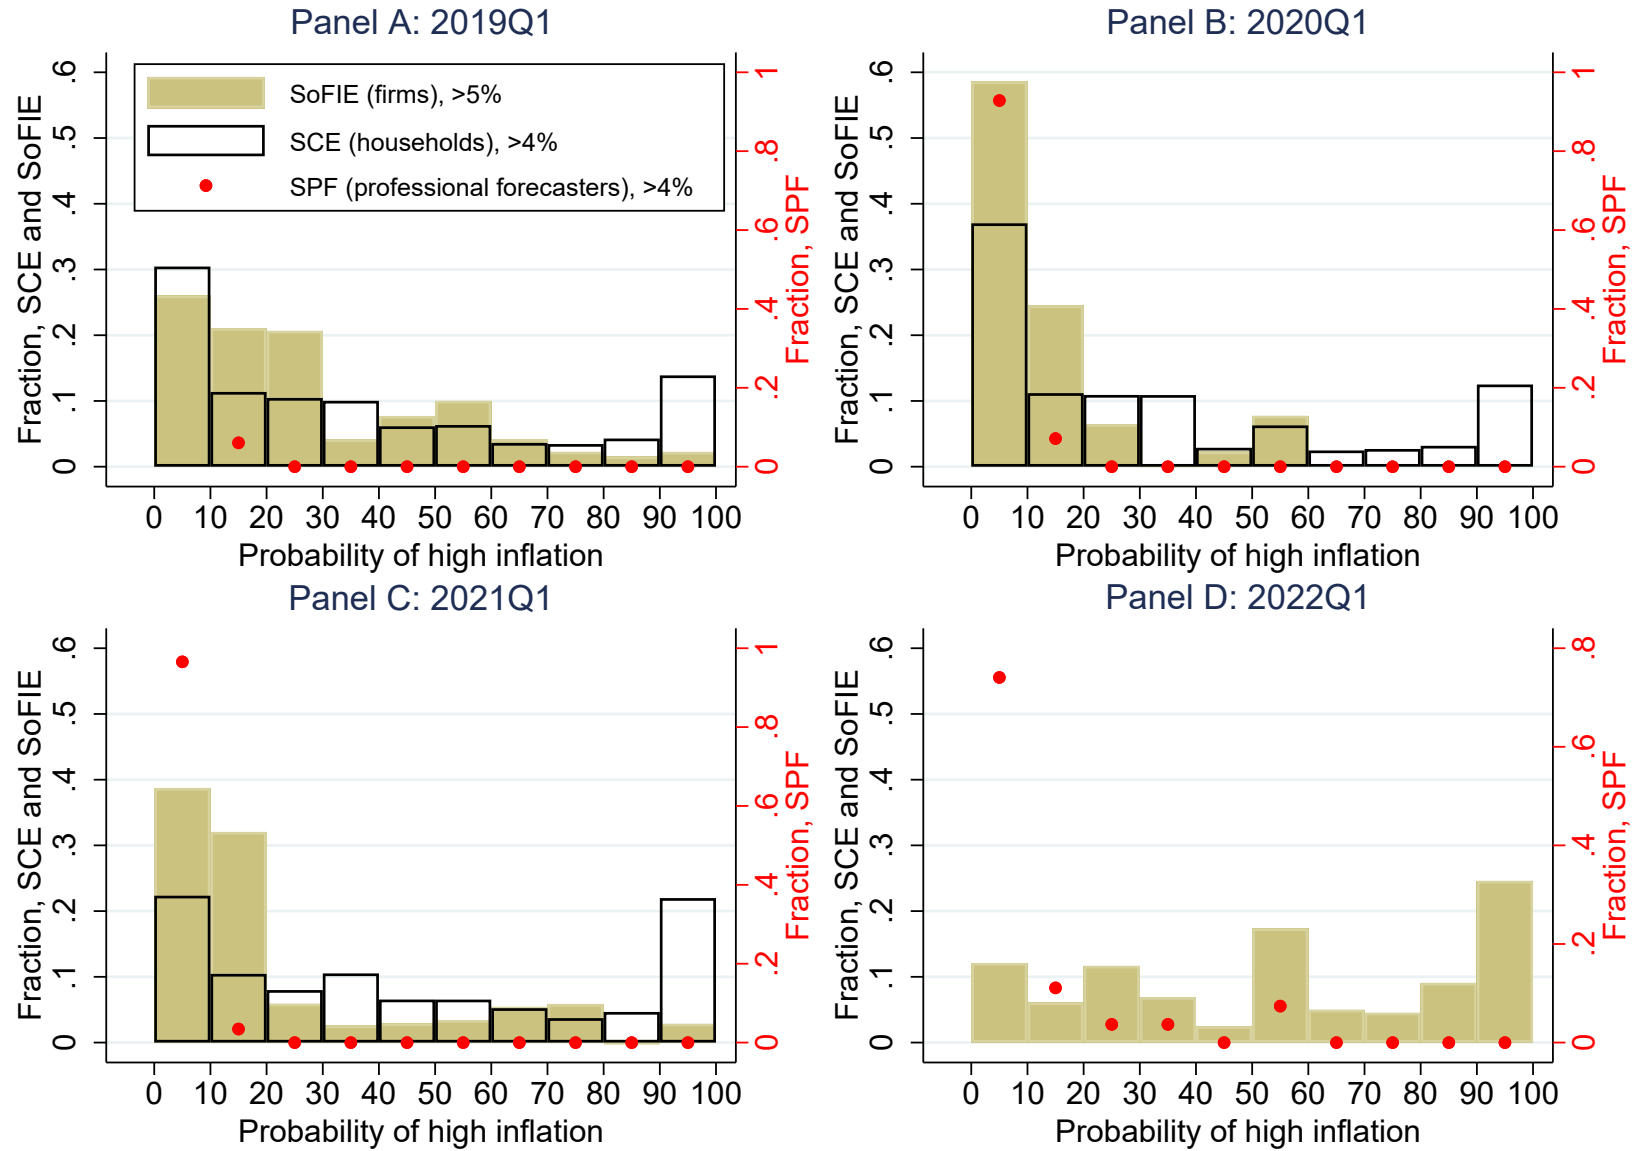 Panel A: 2019Q1
Fraction, SCE and SoFIE
.6
.5
.4
.3
.2
.1
0
SoFIE (firms), >5%
SCE (households), >4%
SPF (professional forecasters), >4%
1
.8
.6
.4
.2
0
Fraction, SPF
0 10 20 30 40 50 60 70 80 90 100
Probability of high inflation
Panel B: 2020Q1
Fraction, SCE and SoFIE
.6
.5
.4
.3
.2
.1
0
1
.8
.6
.4
.2
0
Fraction, SPF
0 10 20 30 40 50 60 70 80 90 100
Probability of high inflation
Panel C: 2021Q1
Fraction, SCE and SoFIE
.6
.5
.4
.3
.2
.1
0
1
.8
.6
.4
.2
0
Fraction, SPF
0 10 20 30 40 50 60 70 80 90 100
Probability of high inflation
Panel D: 2022Q1
Fraction, SCE and SoFIE
.6
.5
.4
.3
.2
.1
0
.8
.6
.4
.2
0
Fraction, SPF
0 10 20 30 40 50 60 70 80 90 100
Probability of high inflation